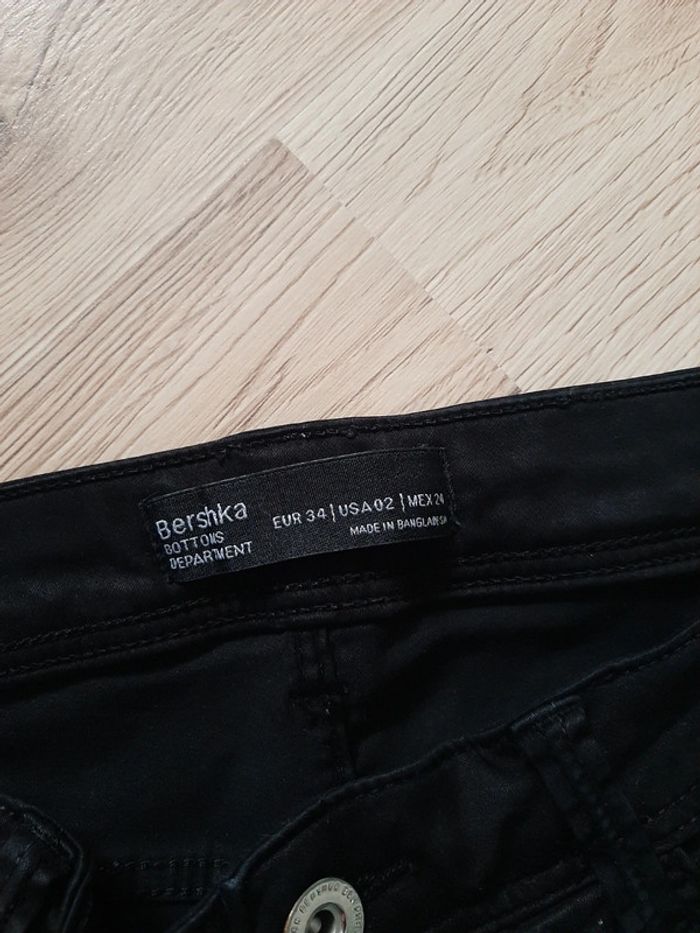 Bershka
BOTTOMS
DEPARTMENT
EUR 34 | USA 02 | MEX 24
MADE IN BANGLADESH